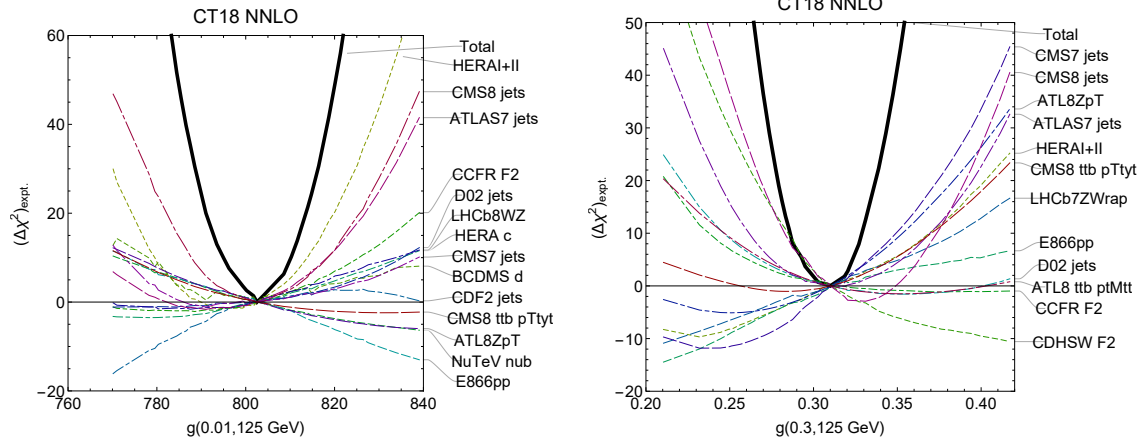 CT18 NNLO
60
40
20
0
−20
760
780
800
820
840
(Δχ²)expt.
g(0.01,125 GeV)
Total
HERAI+II
CMS8 jets
ATLAS7 jets
CCFR F2
D02 jets
LHCb8WZ
HERA c
CMS7 jets
BCDMS d
CDF2 jets
CMS8 ttb pTtyt
ATL8ZpT
NuTeV nub
E866pp
CT18 NNLO
50
40
30
20
10
0
−10
−20
0.20
0.25
0.30
0.35
0.40
(Δχ²)expt.
g(0.3,125 GeV)
Total
CMS7 jets
CMS8 jets
ATL8ZpT
ATLAS7 jets
HERAI+II
CMS8 ttb pTtyt
LHCb7ZWrap
E866pp
D02 jets
ATL8 ttb ptMtt
CCFR F2
CDHSW F2